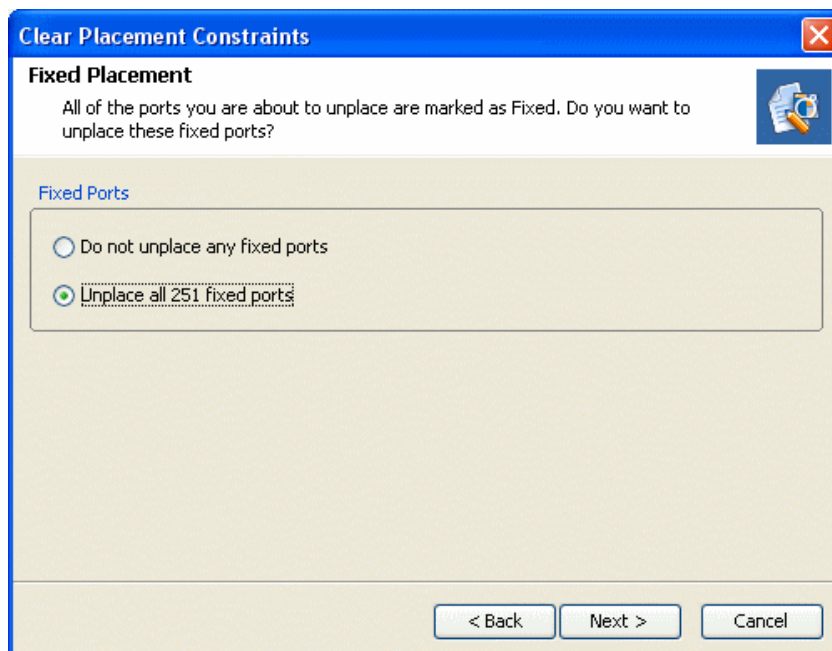 Clear Placement Constraints
Fixed Placement
All of the ports you are about to unplace are marked as Fixed. Do you want to
unplace these fixed ports?
Fixed Ports
Do not unplace any fixed ports
Unplace all 251 fixed ports
< Back
Next >
Cancel